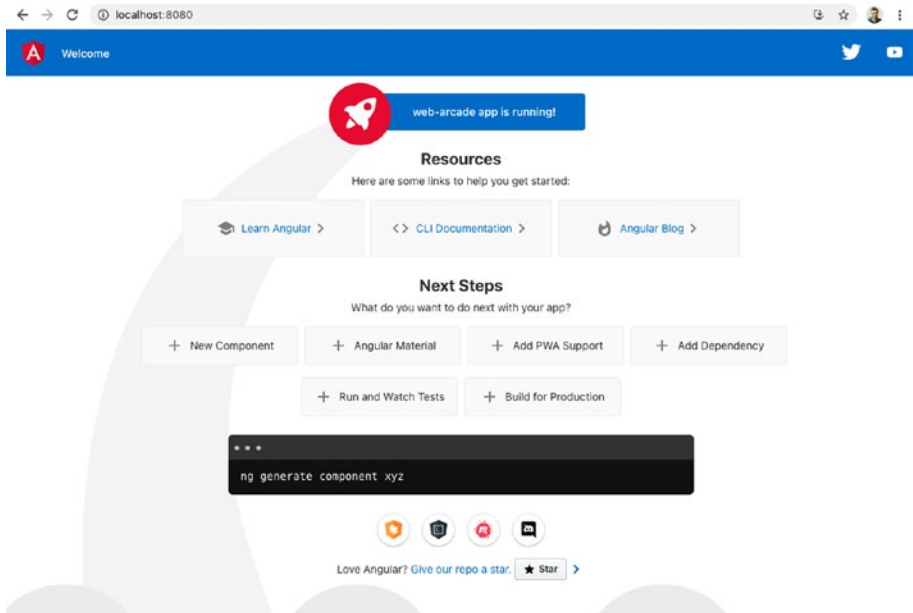 localhost:8080
Welcome
web-arcade app is running!
Resources
Here are some links to help you get started:
Learn Angular >
<> CLI Documentation >
Angular Blog >
Next Steps
What do you want to do next with your app?
+ New Component
+ Angular Material
+ Add PWA Support
+ Add Dependency
+ Run and Watch Tests
+ Build for Production
ng generate component xyz
Love Angular? Give our repo a star. ★ Star >